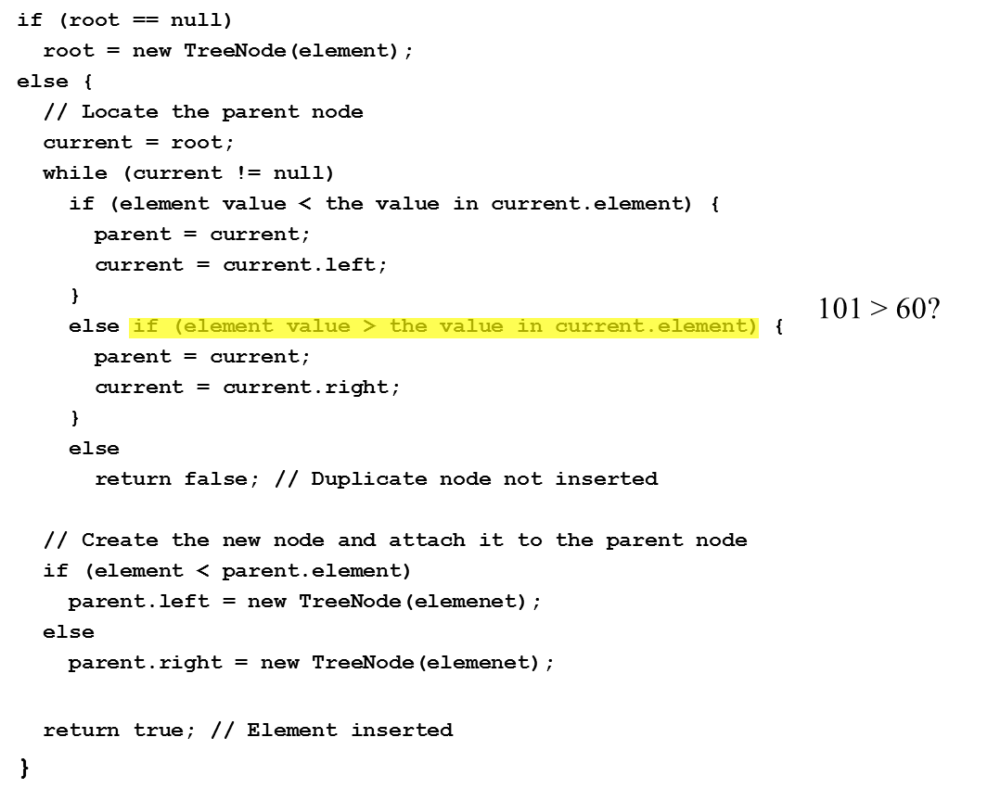 if (root == null)
  root = new TreeNode(element);
else {
  // Locate the parent node
  current = root;
  while (current != null)
    if (element value < the value in current.element) {
      parent = current;
      current = current.left;
    }
    else if (element value > the value in current.element) {
101 > 60?
      parent = current;
      current = current.right;
    }
    else
      return false; // Duplicate node not inserted

  // Create the new node and attach it to the parent node
  if (element < parent.element)
    parent.left = new TreeNode(elemenet);
  else
    parent.right = new TreeNode(elemenet);

  return true; // Element inserted
}